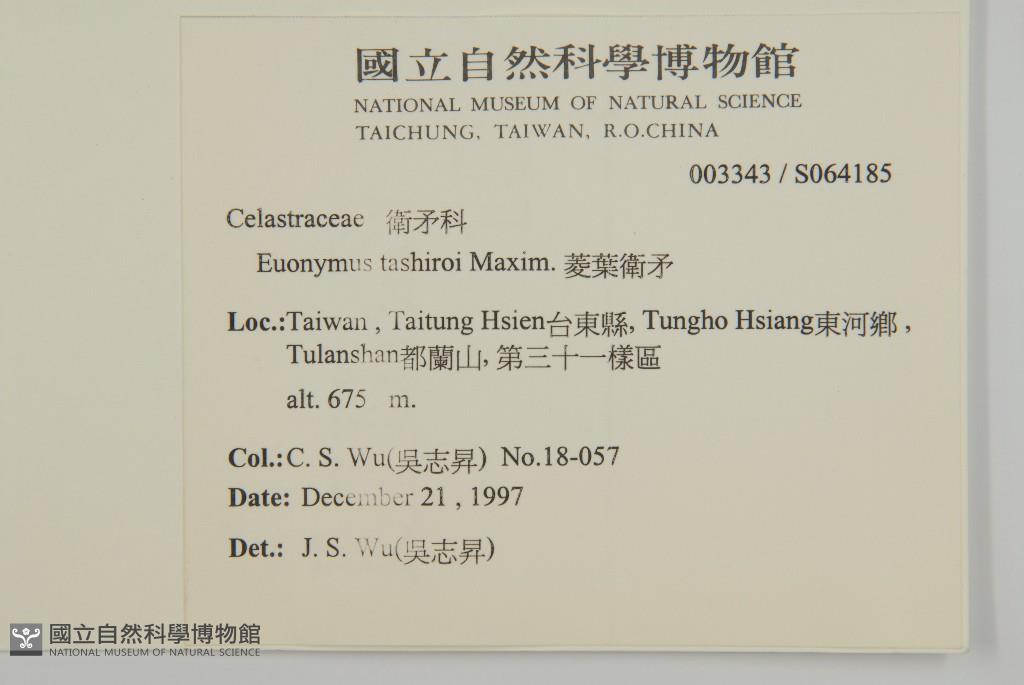 國立自然科學博物館
NATIONAL MUSEUM OF NATURAL SCIENCE
TAICHUNG, TAIWAN, R.O.CHINA
003343 / S064185
Celastraceae 衛矛科
Euonymus tashiroi Maxim. 菱葉衛矛
Loc.:Taiwan , Taitung Hsien台東縣, Tungho Hsiang東河鄉 ,
Tulanshan都蘭山, 第三十一樣區
alt. 675 m.
Col.:C. S. Wu(吳志昇) No.18-057
Date: December 21 , 1997
Det.: J. S. Wu(吳志昇)
國立自然科學博物館
NATIONAL MUSEUM OF NATURAL SCIENCE